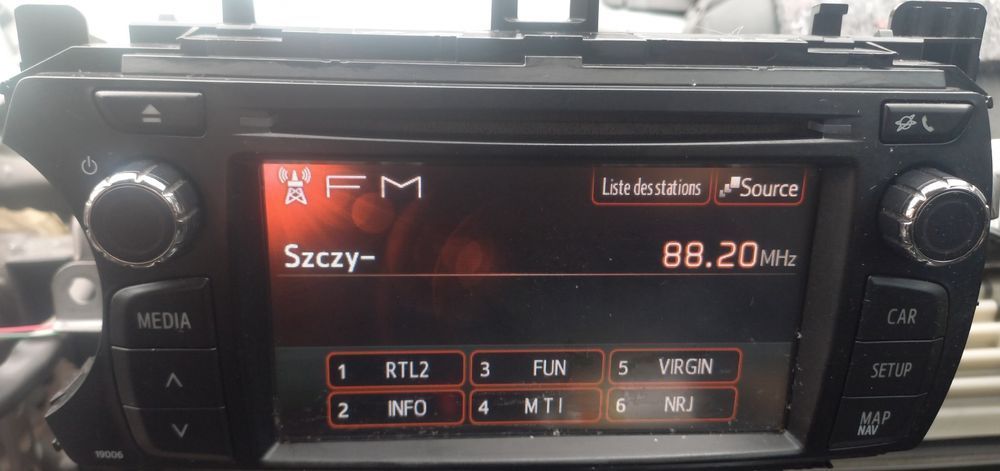 FM
Liste des stations
Source
Szczy-
88.20MHz
MEDIA
CAR
SETUP
MAP
NAV
1 RTL2
3 FUN
5 VIRGIN
2 INFO
4 MTI
6 NRJ
19006